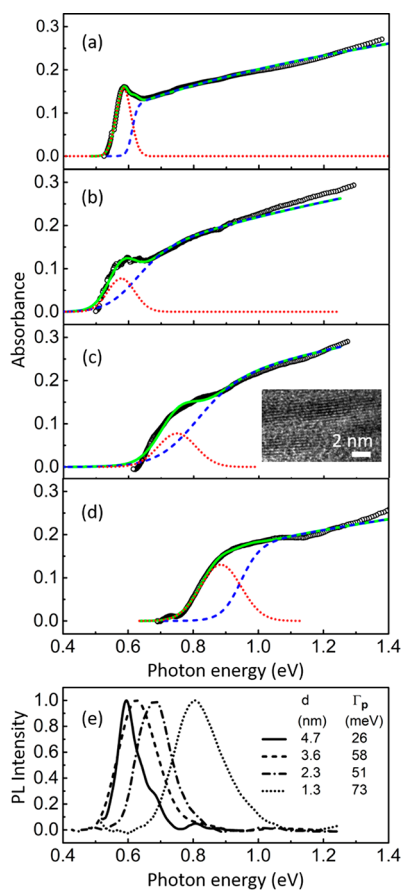 (a)
0.3
0.2
0.1
0.0
(b)
0.3
0.2
0.1
0.0
Absorbance
(c)
0.3
0.2
0.1
0.0
2 nm
(d)
0.3
0.2
0.1
0.0
0.4 0.6 0.8 1.0 1.2 1.4
Photon energy (eV)
(e)
1.0
0.8
0.6
0.4
0.2
0.0
PL Intensity
d Γp
(nm) (meV)
4.7 26
3.6 58
2.3 51
1.3 73
0.4 0.6 0.8 1.0 1.2 1.4
Photon energy (eV)